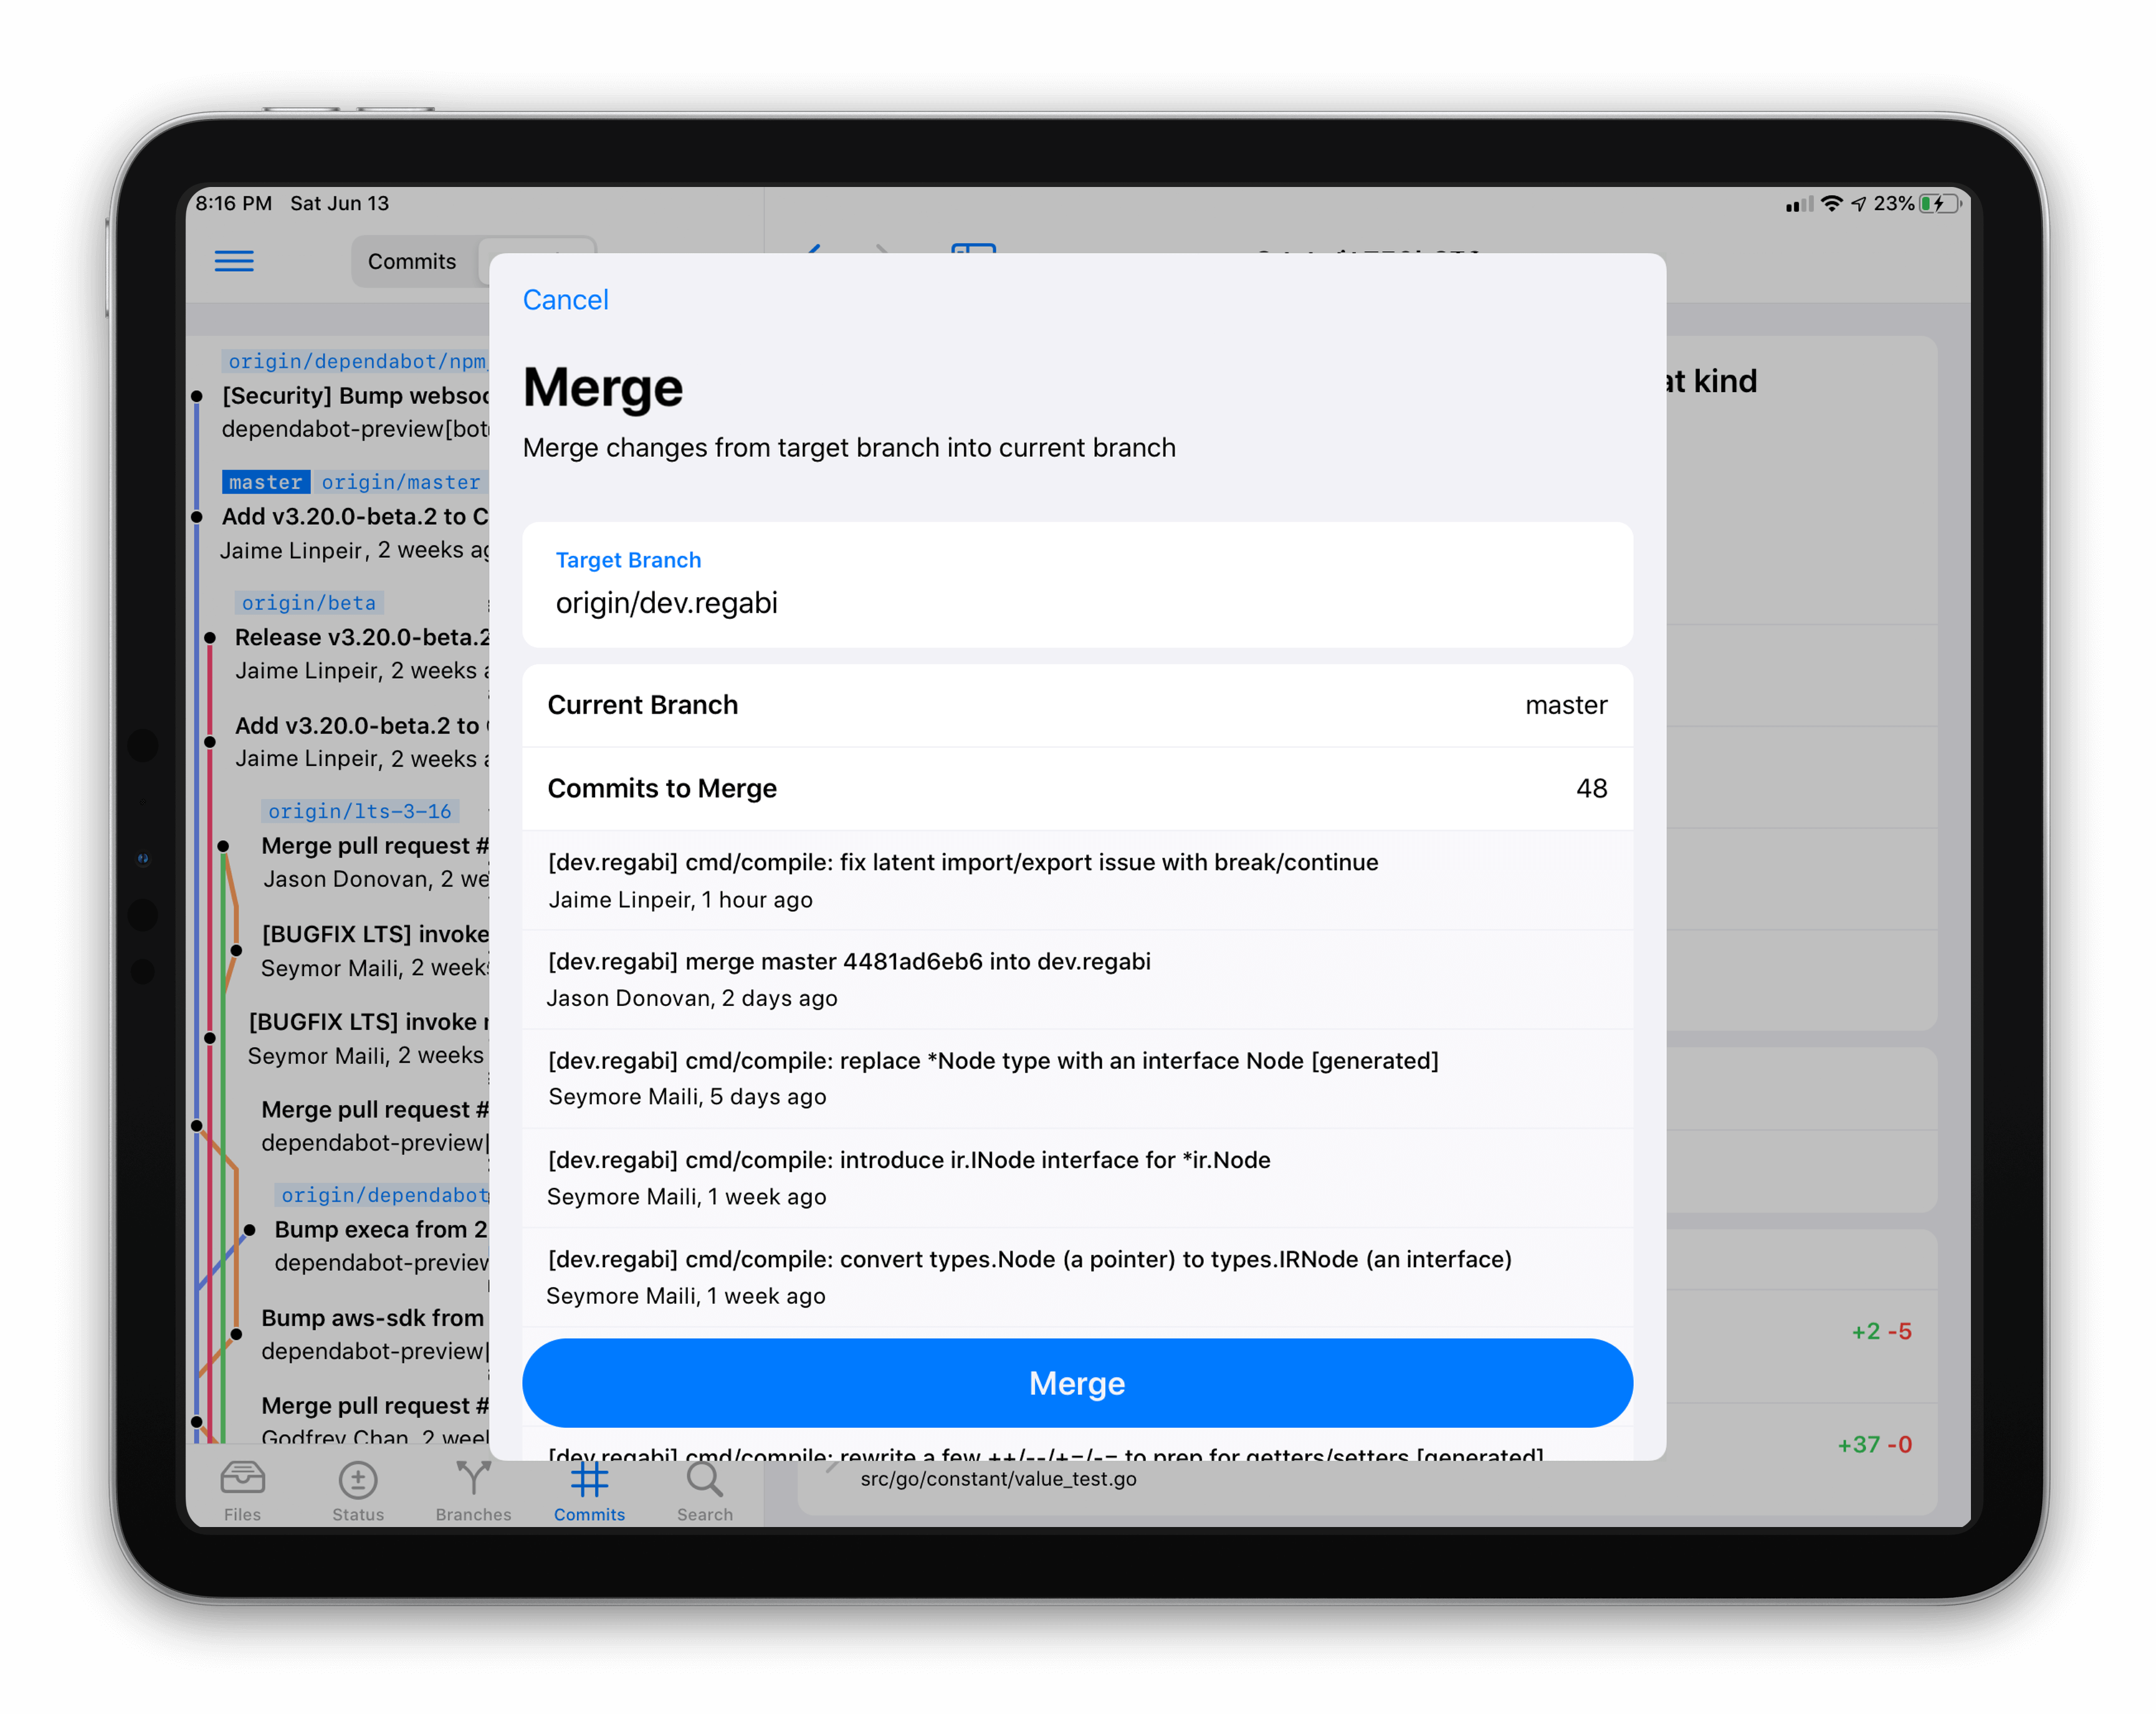 8:16 PM Sat Jun 13
23%
Commits
origin/dependabot/npm_
[Security] Bump websoc
dependabot-preview[bot
master origin/master
Add v3.20.0-beta.2 to C
Jaime Linpeir, 2 weeks ag
origin/beta
Release v3.20.0-beta.2
Jaime Linpeir, 2 weeks a
Add v3.20.0-beta.2 to
Jaime Linpeir, 2 weeks a
origin/lts-3-16
Merge pull request #
Jason Donovan, 2 we
[BUGFIX LTS] invoke
Seymor Maili, 2 weeks
[BUGFIX LTS] invoke
Seymor Maili, 2 weeks
Merge pull request #
dependabot-preview[
origin/dependabot
Bump execa from 2
dependabot-preview
Bump aws-sdk from
dependabot-preview[
Merge pull request #
Godfrey Chan, 2 week
Files
Status
Branches
Commits
Search
Cancel
Merge
Merge changes from target branch into current branch
Target Branch
origin/dev.regabi
Current Branch master
Commits to Merge 48
[dev.regabi] cmd/compile: fix latent import/export issue with break/continue
Jaime Linpeir, 1 hour ago
[dev.regabi] merge master 4481ad6eb6 into dev.regabi
Jason Donovan, 2 days ago
[dev.regabi] cmd/compile: replace *Node type with an interface Node [generated]
Seymore Maili, 5 days ago
[dev.regabi] cmd/compile: introduce ir.INode interface for *ir.Node
Seymore Maili, 1 week ago
[dev.regabi] cmd/compile: convert types.Node (a pointer) to types.IRNode (an interface)
Seymore Maili, 1 week ago
Merge
[dev.regabi] cmd/compile: rewrite a few ++/--/+=/-= to prep for getters/setters [generated]
at kind
+2 -5
+37 -0
src/go/constant/value_test.go